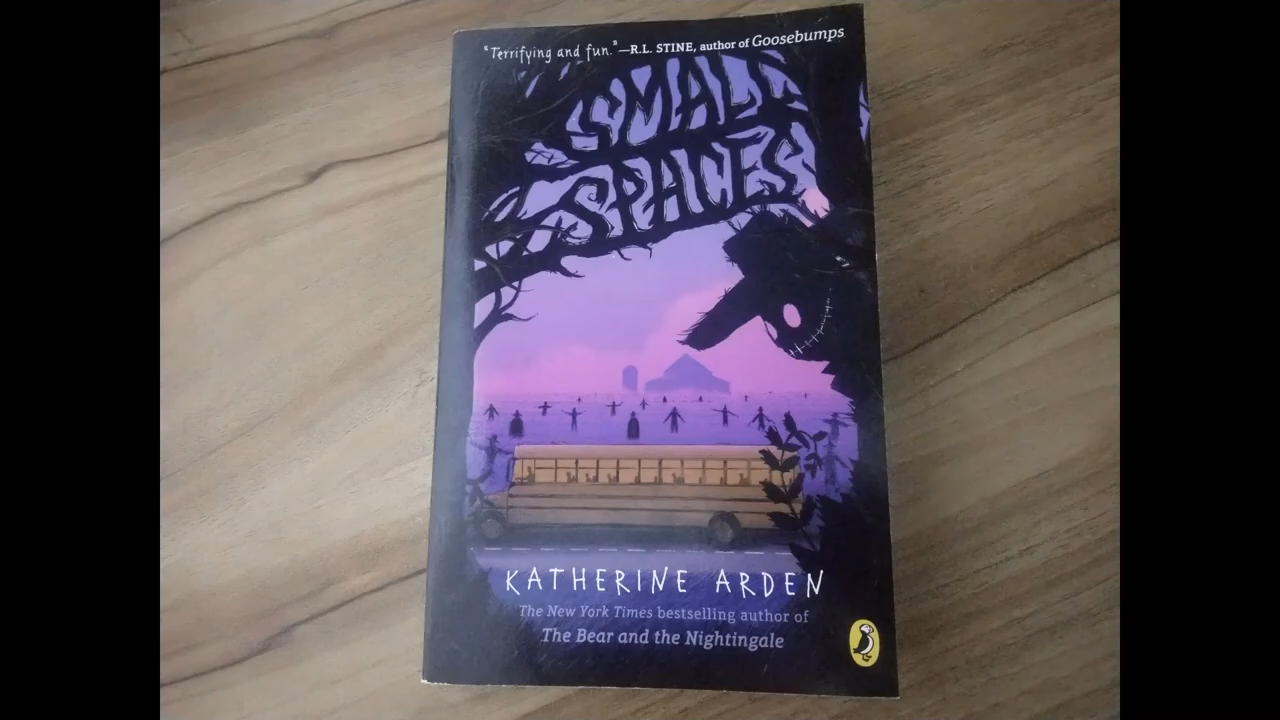 "Terrifying and fun."—R.L. STINE, author of Goosebumps
SMALL
SPACES
KATHERINE ARDEN
The New York Times bestselling author of
The Bear and the Nightingale